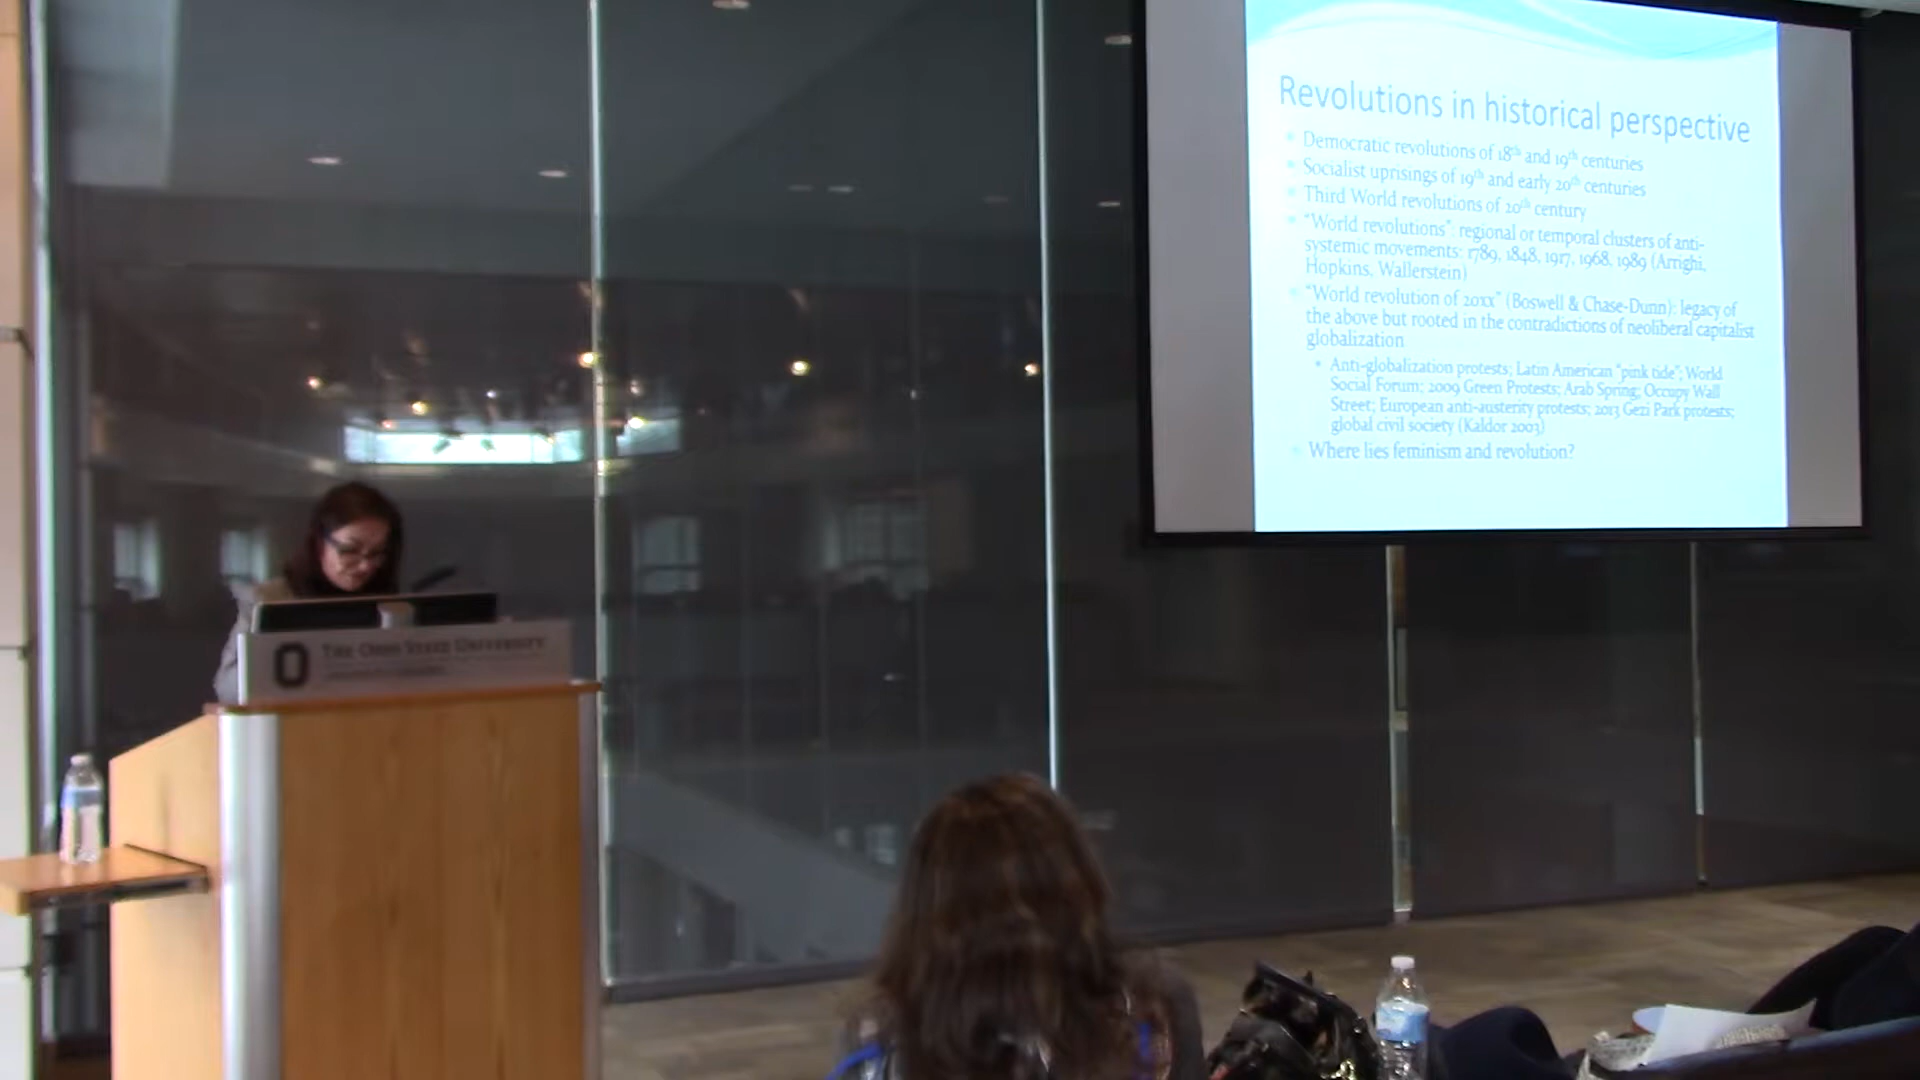 Revolutions in historical perspective
Democratic revolutions of 18th and 19th centuries
Socialist uprisings of 19th and early 20th centuries
Third World revolutions of 20th century
"World revolutions": regional or temporal clusters of anti-
systemic movements: 1789, 1848, 1917, 1968, 1989 (Arrighi,
Hopkins, Wallerstein)
"World revolution of 20xx" (Boswell & Chase-Dunn): legacy of
the above but rooted in the contradictions of neoliberal capitalist
globalization
Anti-globalization protests; Latin American "pink tide"; World
Social Forum; 2009 Green Protests; Arab Spring; Occupy Wall
Street; European anti-austerity protests; 2013 Gezi Park protests;
global civil society (Kaldor 2003)
Where lies feminism and revolution?
O THE OHIO STATE UNIVERSITY